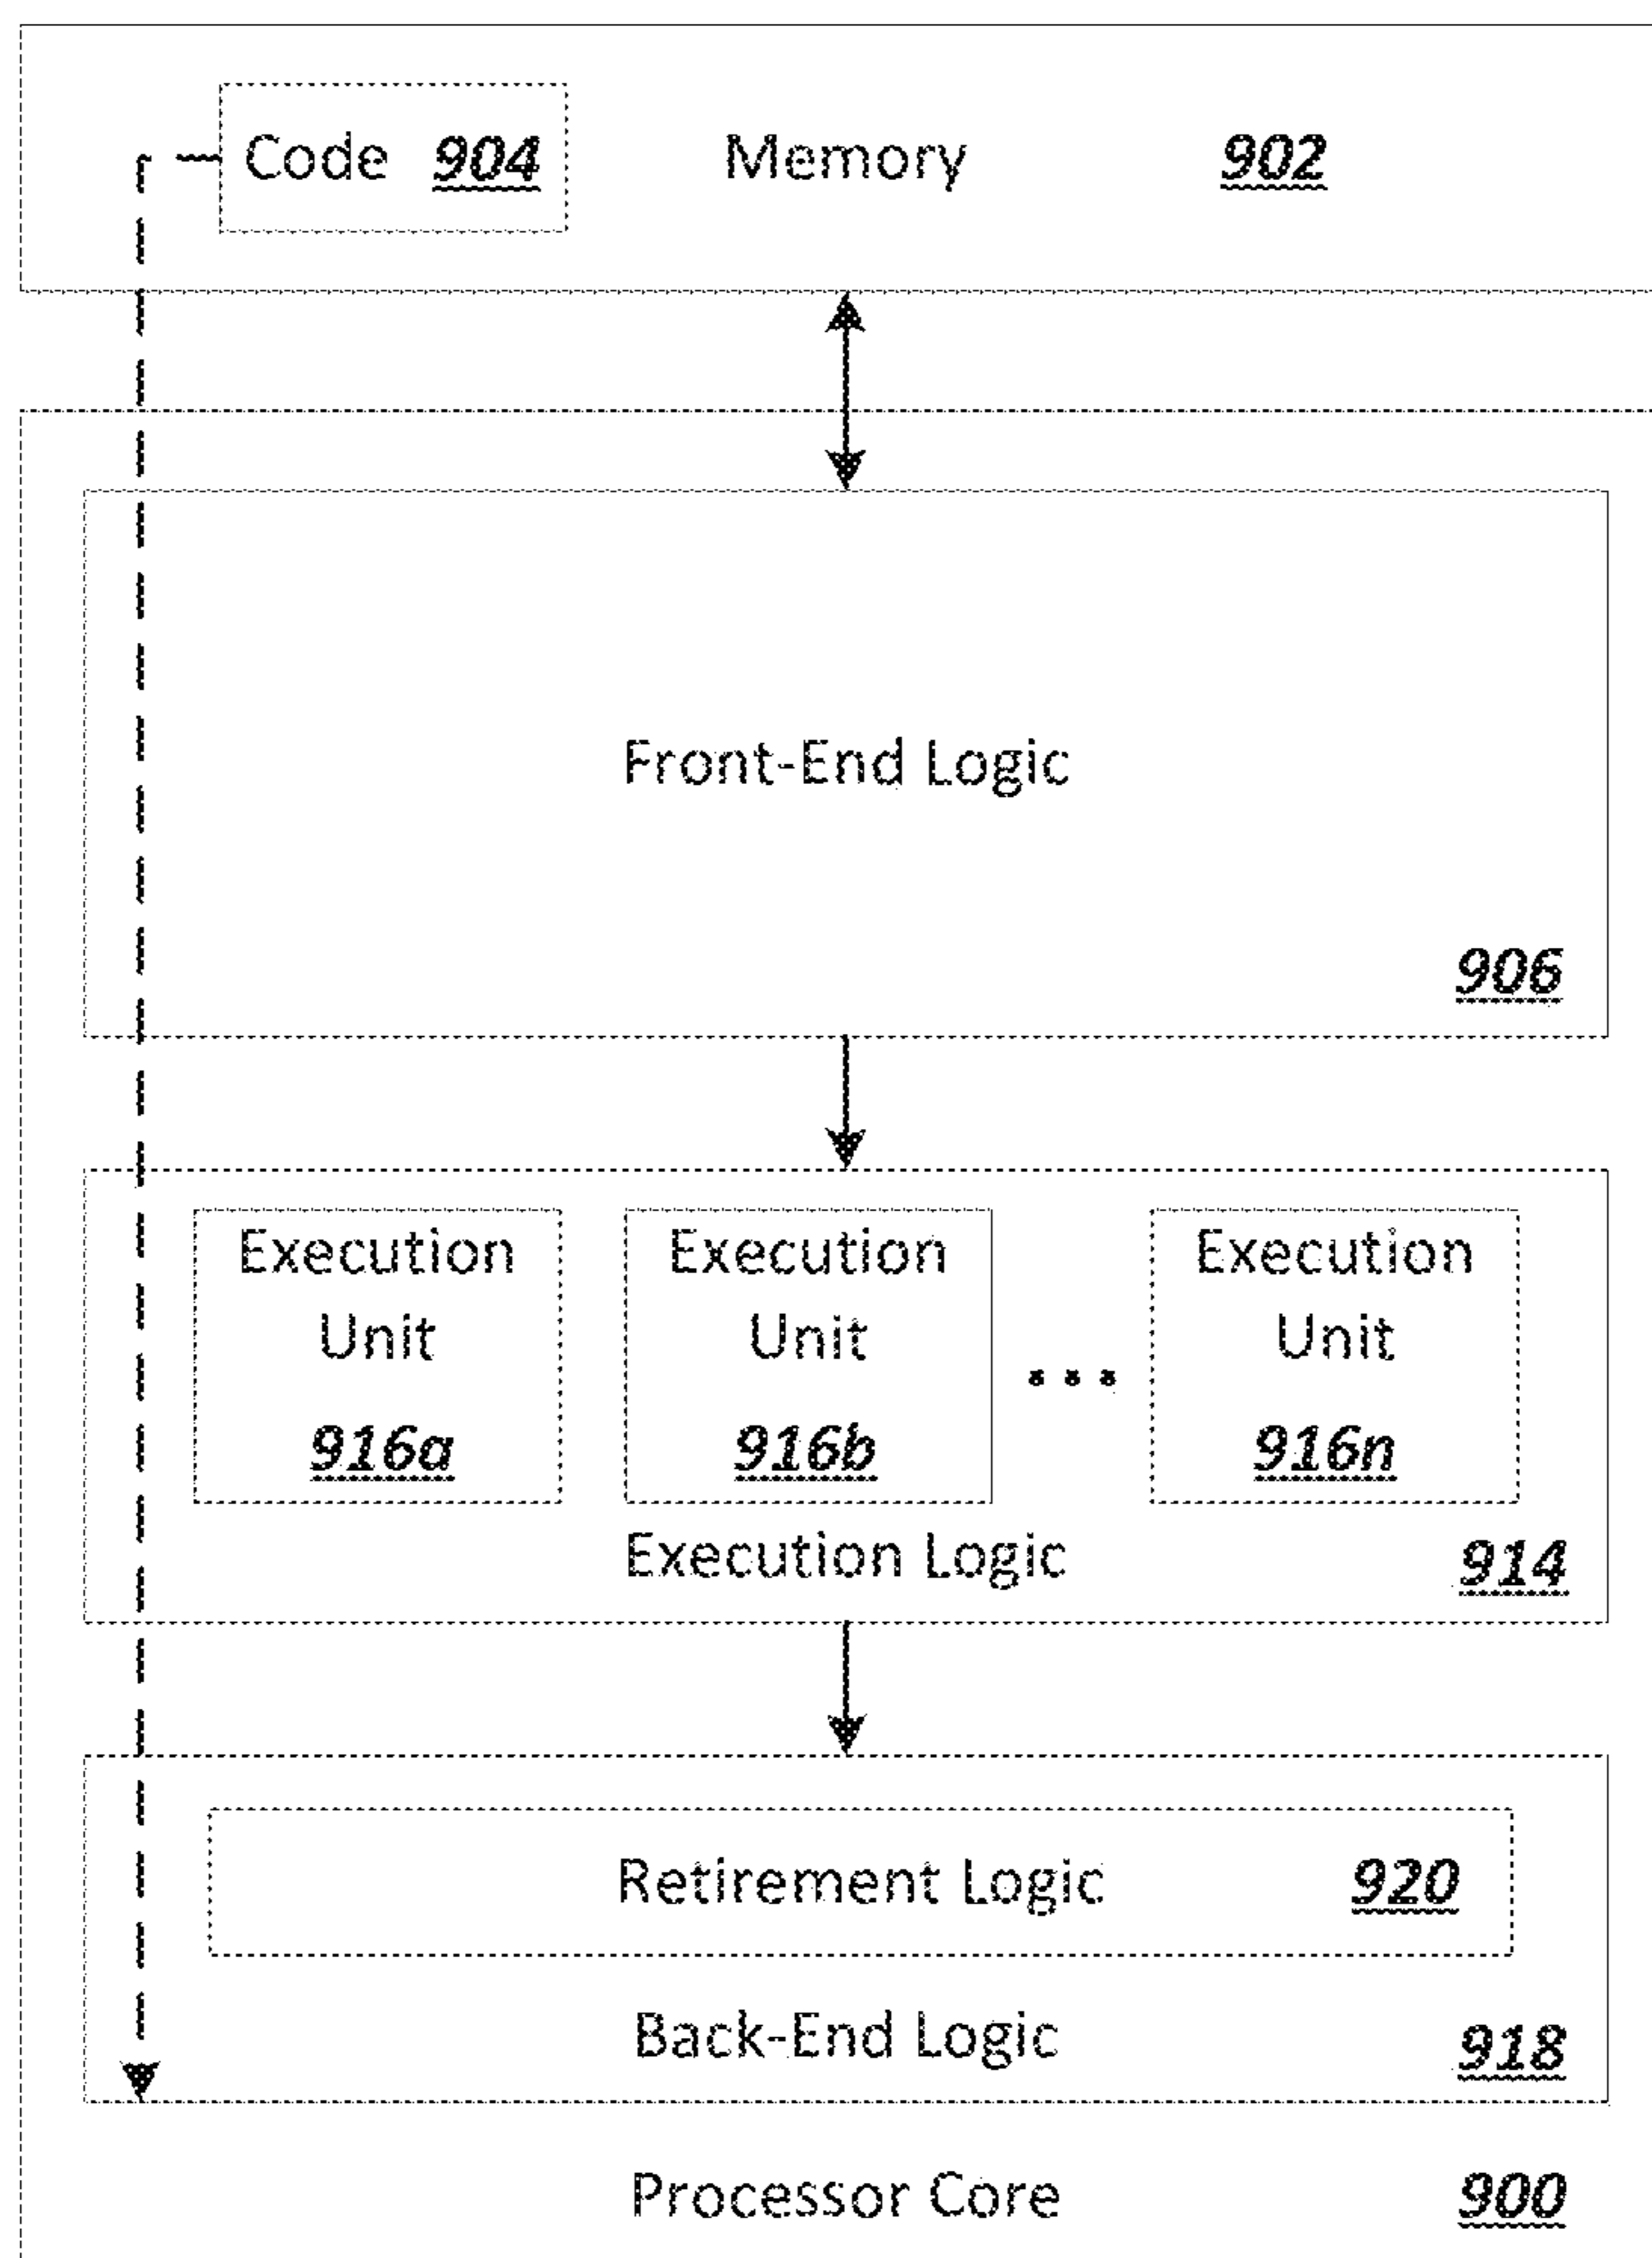 Code 904 Memory 902
Front-End Logic
906
Execution Unit 916a
Execution Unit 916b
...
Execution Unit 916n
Execution Logic 914
Retirement Logic 920
Back-End Logic 918
Processor Core 900